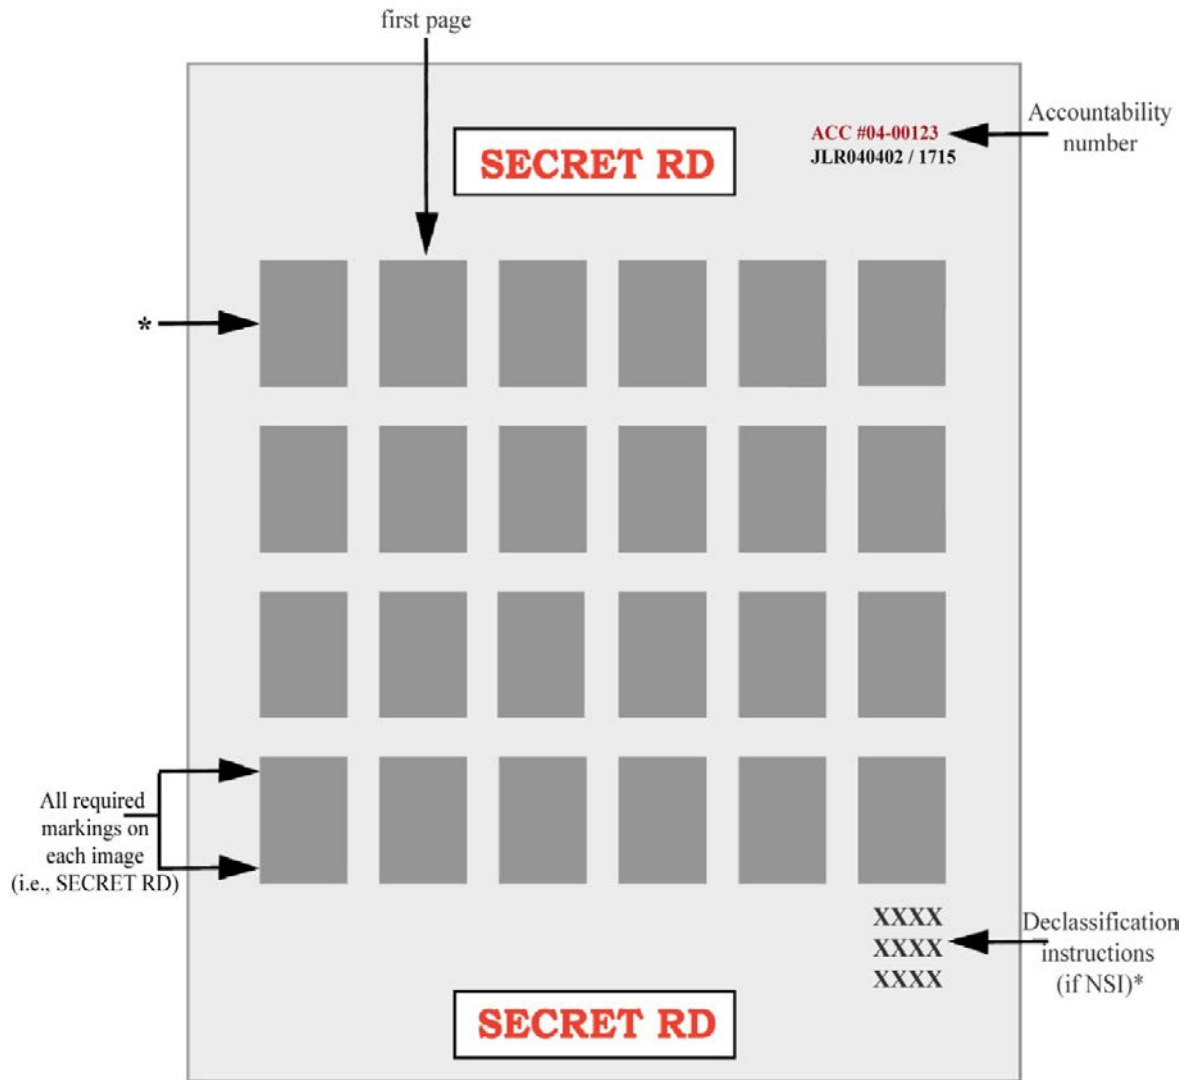 first page
ACC #04-00123
JLR040402 / 1715
Accountability
number
SECRET RD
*
All required
markings on
each image
(i.e., SECRET RD)
XXXX
XXXX
XXXX
Declassification
instructions
(if NSI)*
SECRET RD